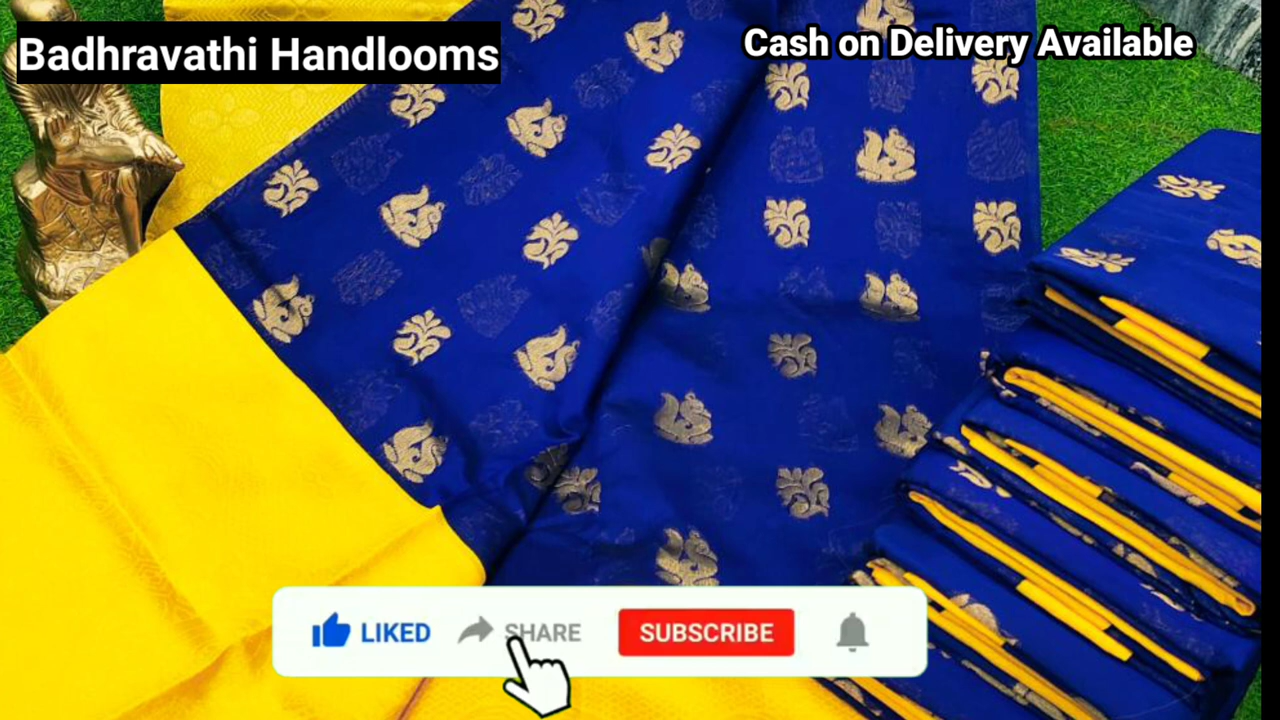 Badhravathi Handlooms
Cash on Delivery Available
LIKED
SHARE
SUBSCRIBE